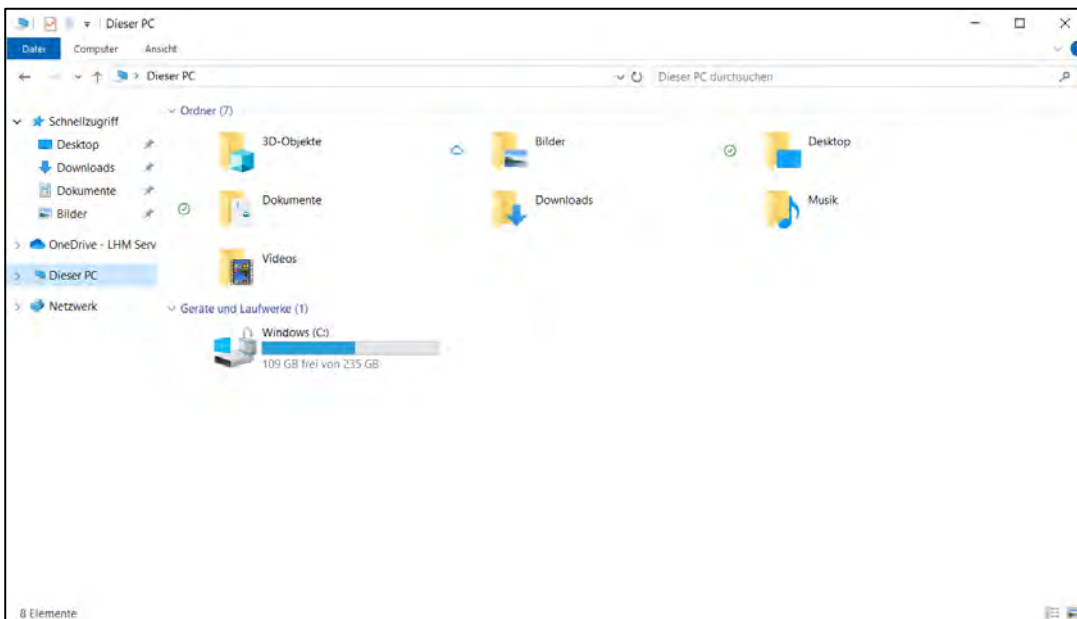 Dieser PC
Datei Computer Ansicht
Dieser PC
Dieser PC durchsuchen
Schnellzugriff
Desktop
Downloads
Dokumente
Bilder
OneDrive - LHM Serv
Dieser PC
Netzwerk
Ordner (7)
3D-Objekte
Bilder
Desktop
Dokumente
Downloads
Musik
Videos
Geräte und Laufwerke (1)
Windows (C:)
109 GB frei von 235 GB
8 Elemente